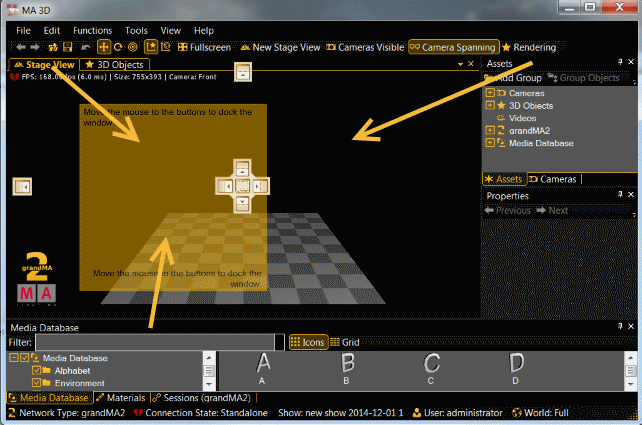 MA 3D
File Edit Functions Tools View Help
Fullscreen New Stage View Cameras Visible Camera Spanning Rendering
Stage View 3D Objects
FPS: 168.0 fps (6.0 ms) | Size: 755x393 | Camera: Front
Move the mouse to the buttons to dock the
window.
Move the mouse to the buttons to dock the
window.
2
grandMA
MA
LIGHTING
Assets
Add Group Group Objects
Cameras
3D Objects
Videos
grandMA2
Media Database
Assets Cameras
Properties
Previous Next
Media Database
Filter: Icons Grid
Media Database
Alphabet
Environment
A B C D
A B C D
Media Database Materials Sessions (grandMA2)
Network Type: grandMA2 Connection State: Standalone Show: new show 2014-12-01 1 User: administrator World: Full